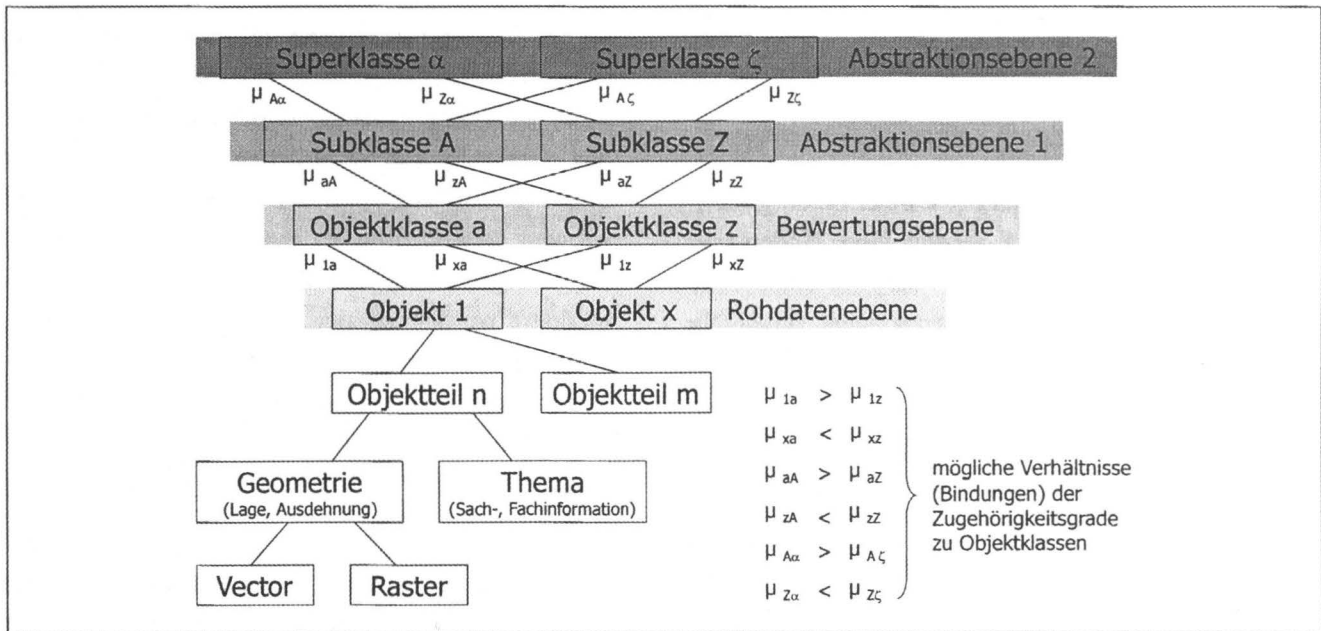 Superklasse α Superklasse ζ Abstraktionsebene 2
μ Aα μ Zα μ Aζ μ Zζ
Subklasse A Subklasse Z Abstraktionsebene 1
μ aA μ zA μ aZ μ zZ
Objektklasse a Objektklasse z Bewertungsebene
μ 1a μ xa μ 1z μ xZ
Objekt 1 Objekt x Rohdatenebene
Objektteil n Objektteil m
Geometrie
(Lage, Ausdehnung)
Thema
(Sach-, Fachinformation)
Vector Raster
μ 1a > μ 1z
μ xa < μ xz
μ aA > μ aZ
μ zA < μ zZ
μ Aα > μ Aζ
μ Zα < μ Zζ
mögliche Verhältnisse
(Bindungen) der
Zugehörigkeitsgrade
zu Objektklassen